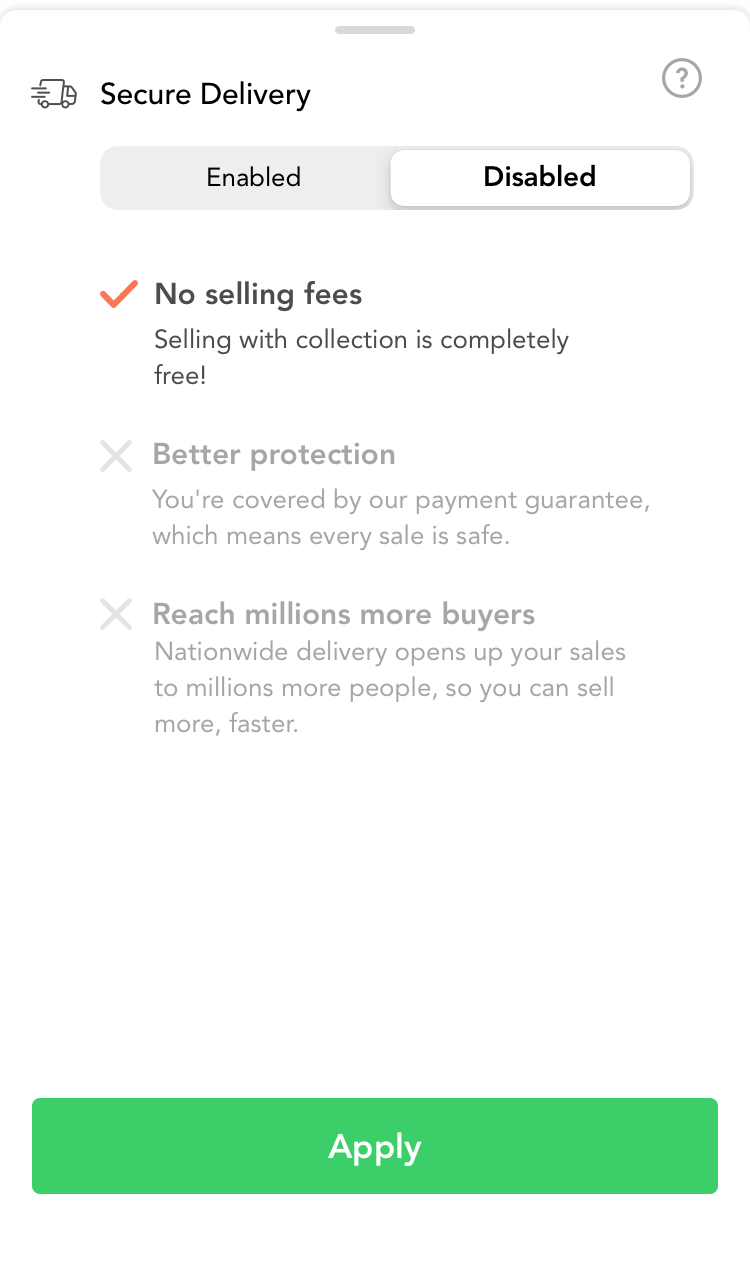 Secure Delivery
?
Enabled
Disabled
No selling fees
Selling with collection is completely
free!
Better protection
You're covered by our payment guarantee,
which means every sale is safe.
Reach millions more buyers
Nationwide delivery opens up your sales
to millions more people, so you can sell
more, faster.
Apply